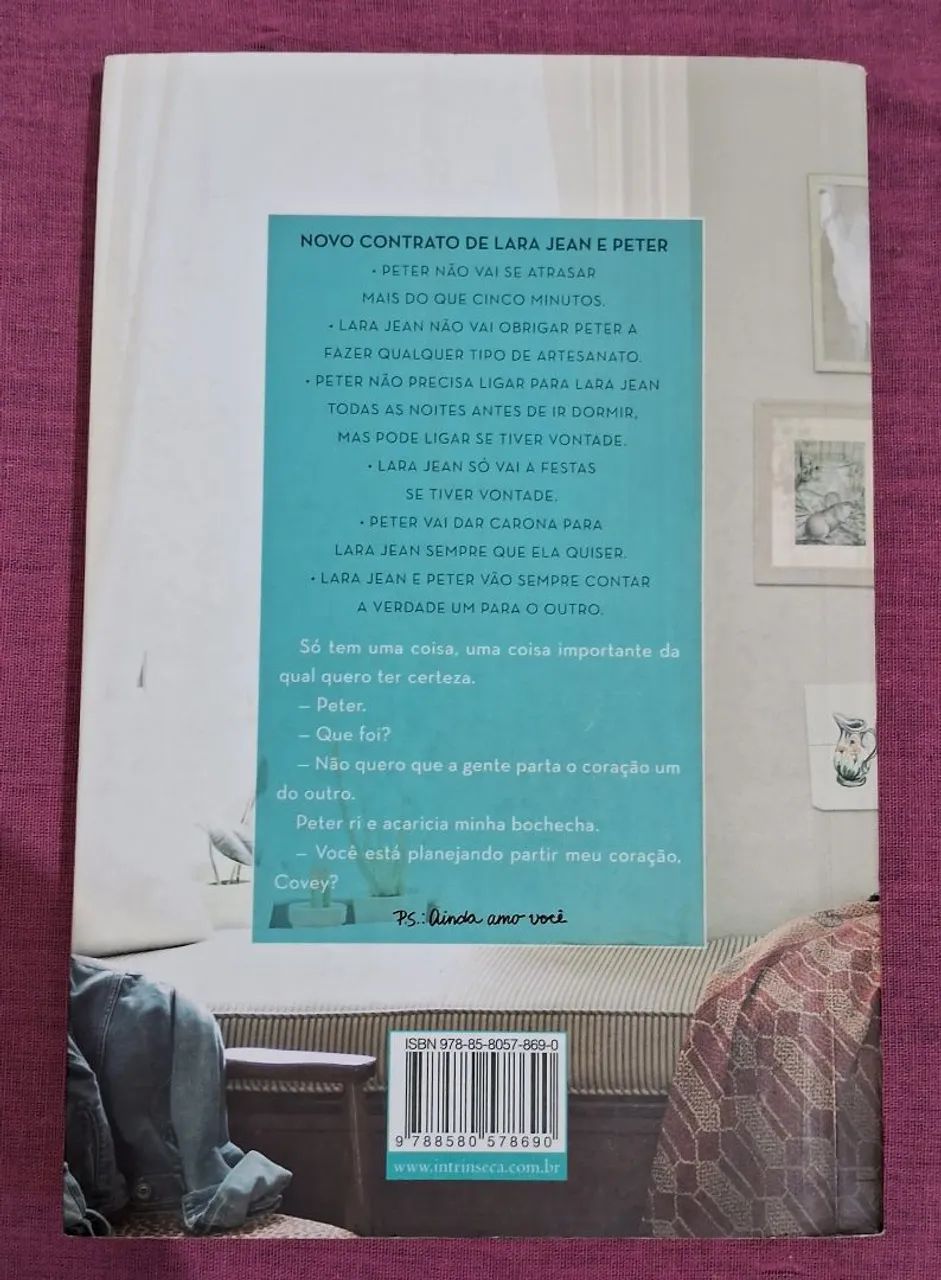 NOVO CONTRATO DE LARA JEAN E PETER
• PETER NÃO VAI SE ATRASAR
MAIS DO QUE CINCO MINUTOS.
• LARA JEAN NÃO VAI OBRIGAR PETER A
FAZER QUALQUER TIPO DE ARTESANATO.
• PETER NÃO PRECISA LIGAR PARA LARA JEAN
TODAS AS NOITES ANTES DE IR DORMIR,
MAS PODE LIGAR SE TIVER VONTADE.
• LARA JEAN SÓ VAI A FESTAS
SE TIVER VONTADE.
• PETER VAI DAR CARONA PARA
LARA JEAN SEMPRE QUE ELA QUISER.
• LARA JEAN E PETER VÃO SEMPRE CONTAR
A VERDADE UM PARA O OUTRO.
Só tem uma coisa, uma coisa importante da
qual quero ter certeza.
— Peter.
— Que foi?
— Não quero que a gente parta o coração um
do outro.
Peter ri e acaricia minha bochecha.
— Você está planejando partir meu coração,
Covey?
P.S.: Ainda amo você
ISBN 978-85-8057-869-0
9 788580 578690
www.intrinseca.com.br